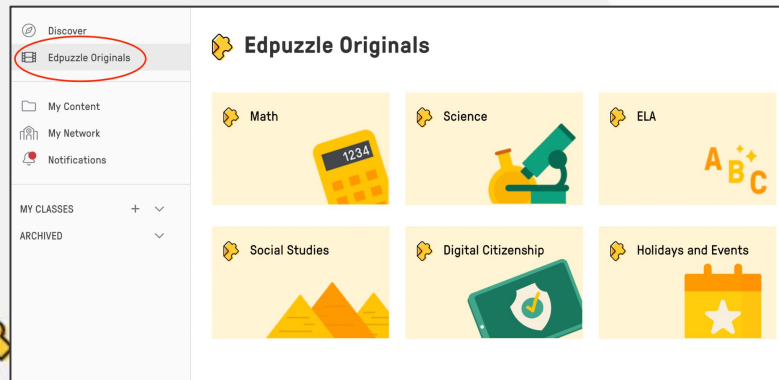 Discover
Edpuzzle Originals
My Content
My Network
Notifications
MY CLASSES
ARCHIVED
Edpuzzle Originals
Math
1234
Science
ELA
A B C
Social Studies
Digital Citizenship
Holidays and Events